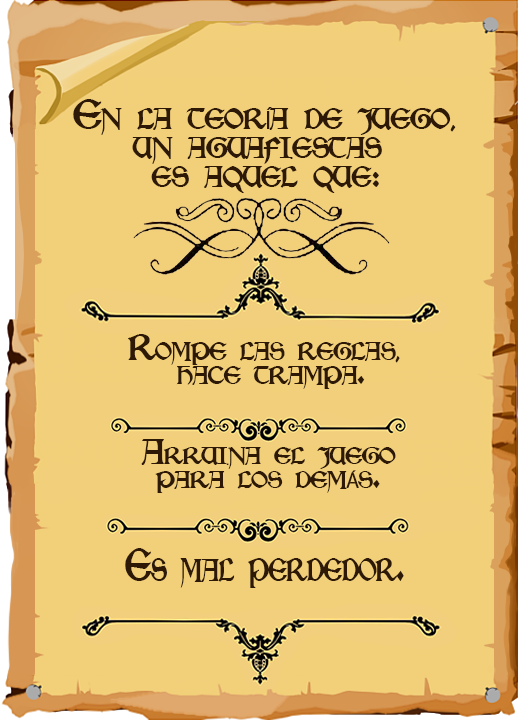 En la teoría de juego,
un aguafiestas
es aquel que:
Rompe las reglas,
hace trampa.
Arruina el juego
para los demás.
Es mal perdedor.